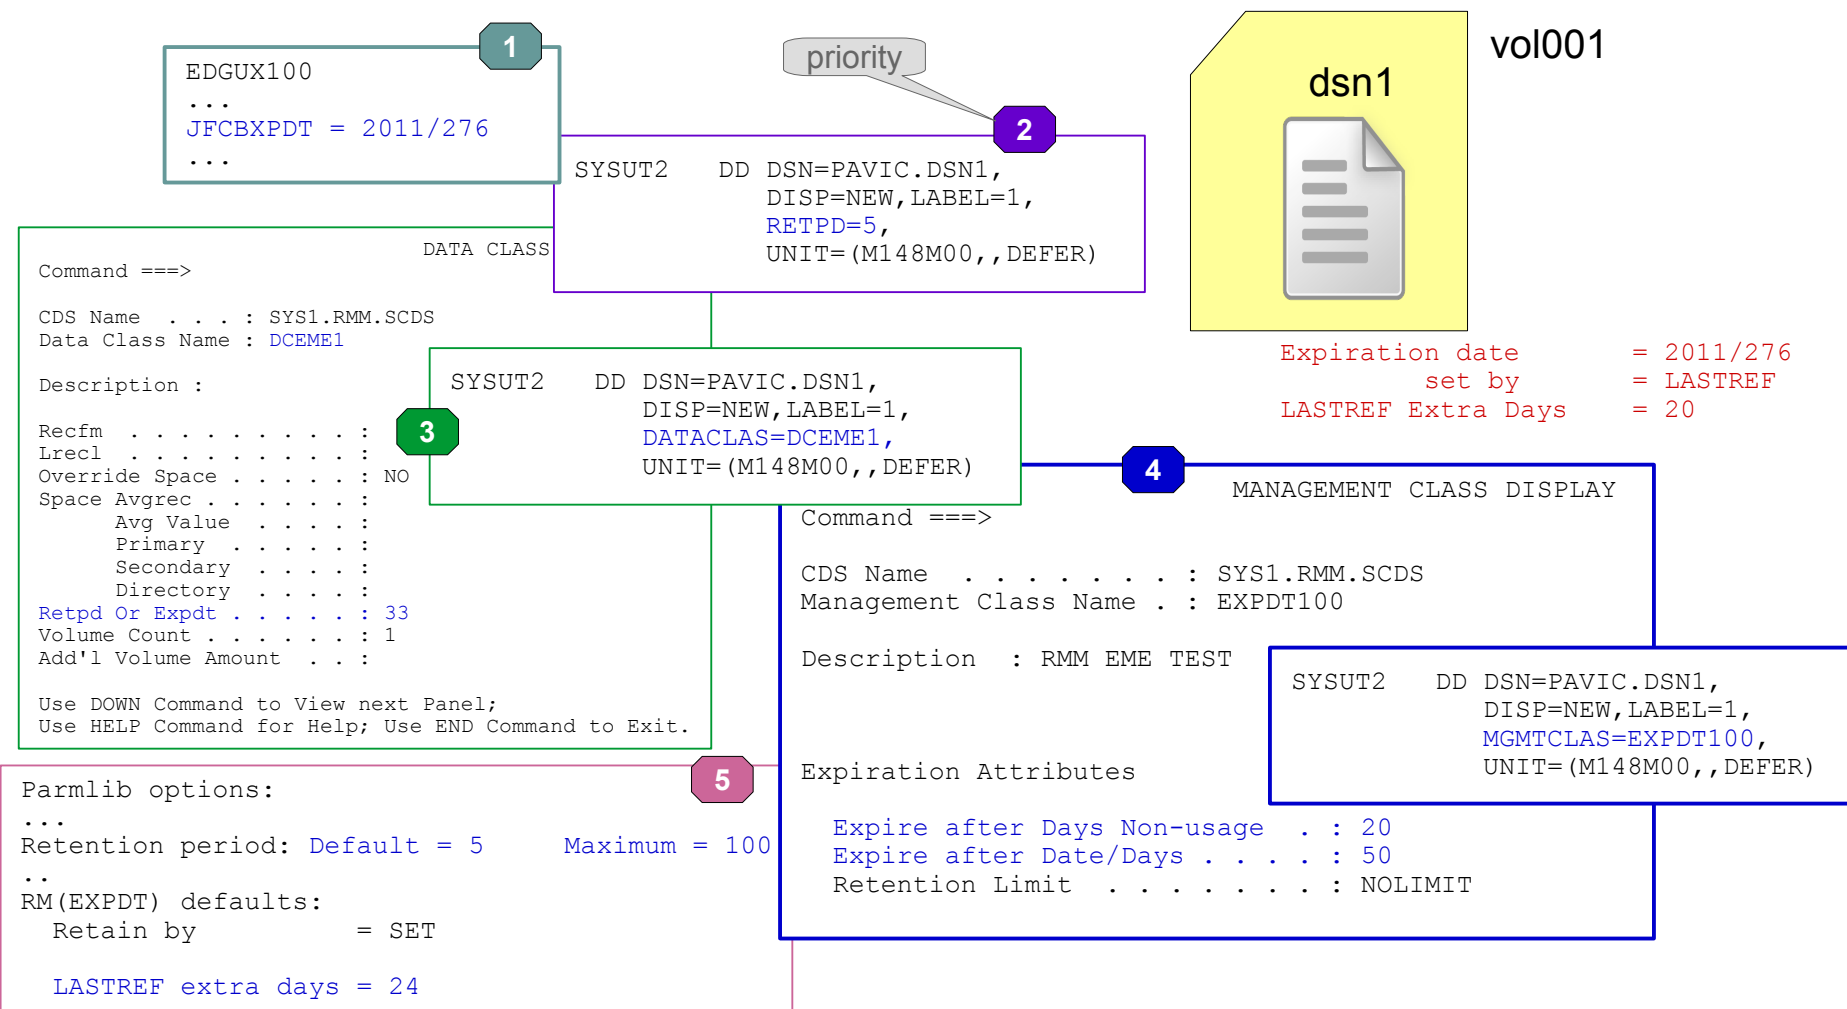 1
EDGUX100
...
JFCBXPDT = 2011/276
...
priority
2
SYSUT2 DD DSN=PAVIC.DSN1,
DISP=NEW,LABEL=1,
RETPD=5,
UNIT=(M148M00,,DEFER)
vol001
dsn1
Expiration date = 2011/276
set by = LASTREF
LASTREF Extra Days = 20
DATA CLASS
Command ===>
CDS Name . . . : SYS1.RMM.SCDS
Data Class Name : DCEME1
Description :
Recfm . . . . . . . . . :
Lrecl . . . . . . . . . :
Override Space . . . . . : NO
Space Avgrec . . . . . . :
Avg Value . . . . :
Primary . . . . . :
Secondary . . . . :
Directory . . . . :
Retpd Or Expdt . . . . . : 33
Volume Count . . . . . . : 1
Add'l Volume Amount . . :
Use DOWN Command to View next Panel;
Use HELP Command for Help; Use END Command to Exit.
3
SYSUT2 DD DSN=PAVIC.DSN1,
DISP=NEW,LABEL=1,
DATACLAS=DCEME1,
UNIT=(M148M00,,DEFER)
4
MANAGEMENT CLASS DISPLAY
Command ===>
CDS Name . . . . . . . : SYS1.RMM.SCDS
Management Class Name . : EXPDT100
Description : RMM EME TEST
Expiration Attributes
Expire after Days Non-usage . : 20
Expire after Date/Days . . . . : 50
Retention Limit . . . . . . . : NOLIMIT
SYSUT2 DD DSN=PAVIC.DSN1,
DISP=NEW,LABEL=1,
MGMTCLAS=EXPDT100,
UNIT=(M148M00,,DEFER)
5
Parmlib options:
...
Retention period: Default = 5 Maximum = 100
..
RM(EXPDT) defaults:
Retain by = SET
LASTREF extra days = 24